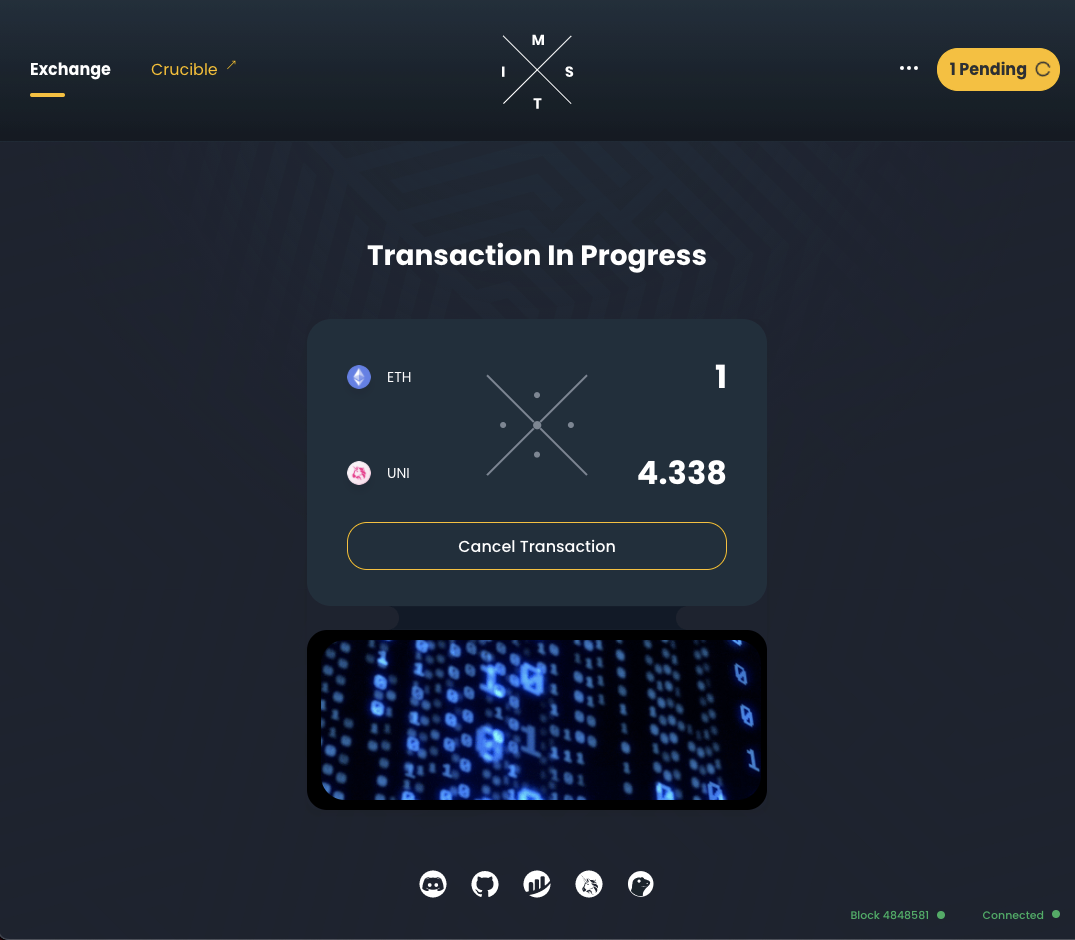 Exchange
Crucible
M
I S
T
1 Pending
Transaction In Progress
ETH
1
UNI
4.338
Cancel Transaction
Block 4848581
Connected